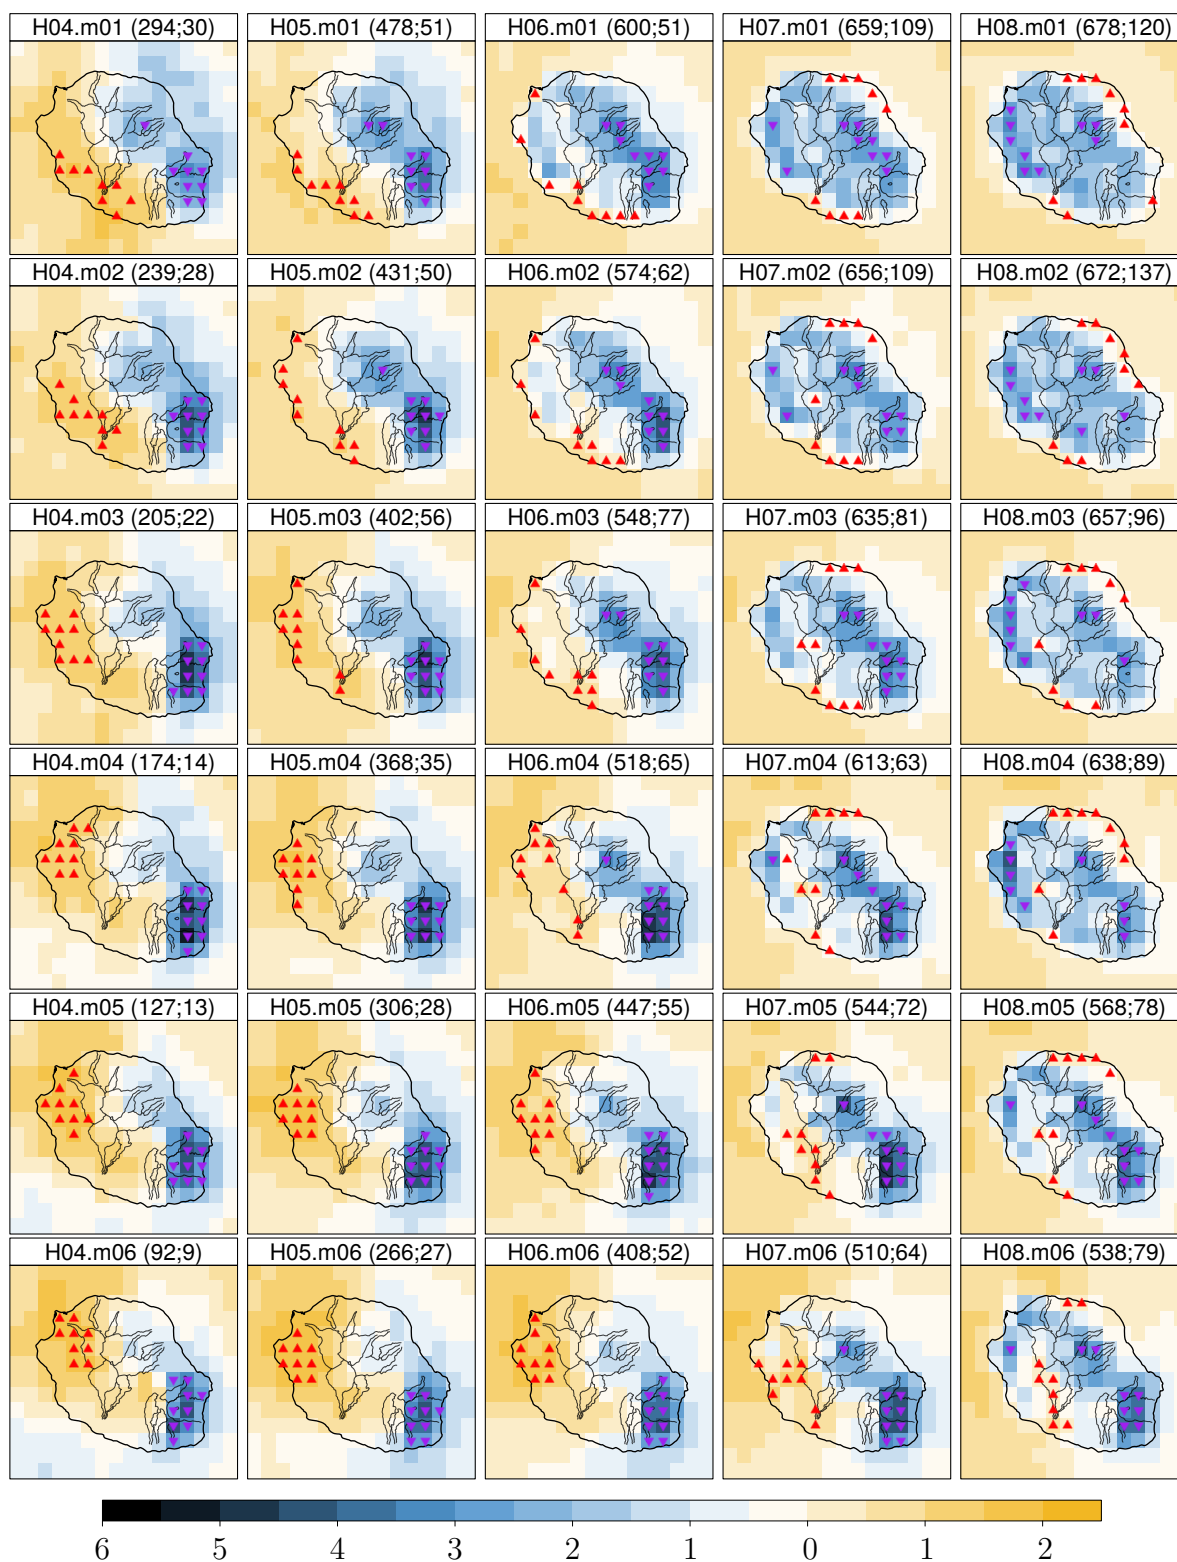 H04.m01 (294;30) H05.m01 (478;51) H06.m01 (600;51) H07.m01 (659;109) H08.m01 (678;120)
H04.m02 (239;28) H05.m02 (431;50) H06.m02 (574;62) H07.m02 (656;109) H08.m02 (672;137)
H04.m03 (205;22) H05.m03 (402;56) H06.m03 (548;77) H07.m03 (635;81) H08.m03 (657;96)
H04.m04 (174;14) H05.m04 (368;35) H06.m04 (518;65) H07.m04 (613;63) H08.m04 (638;89)
H04.m05 (127;13) H05.m05 (306;28) H06.m05 (447;55) H07.m05 (544;72) H08.m05 (568;78)
H04.m06 (92;9) H05.m06 (266;27) H06.m06 (408;52) H07.m06 (510;64) H08.m06 (538;79)
6 5 4 3 2 1 0 1 2